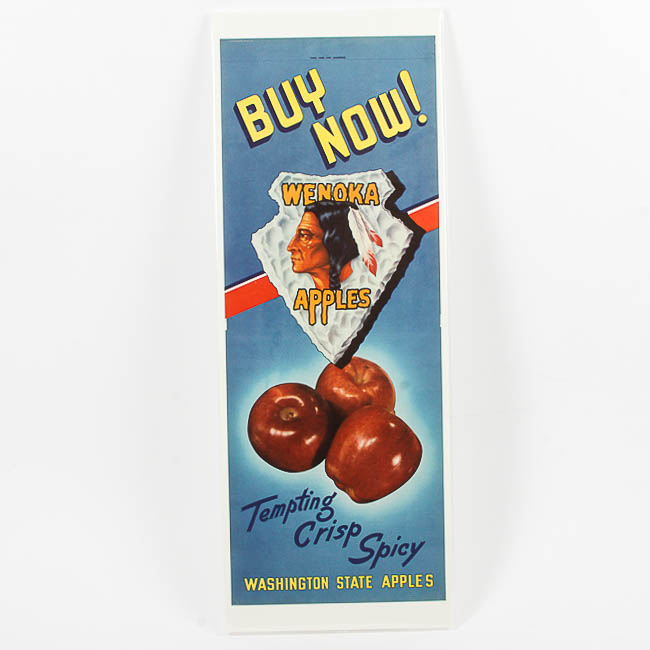 BUY
NOW!
WENOKA
APPLES
Tempting
Crisp
Spicy
WASHINGTON STATE APPLES